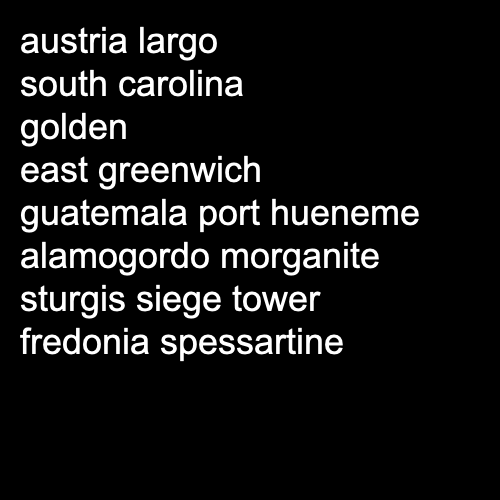 austria largo
south carolina
golden
east greenwich
guatemala port hueneme
alamogordo morganite
sturgis siege tower
fredonia spessartine